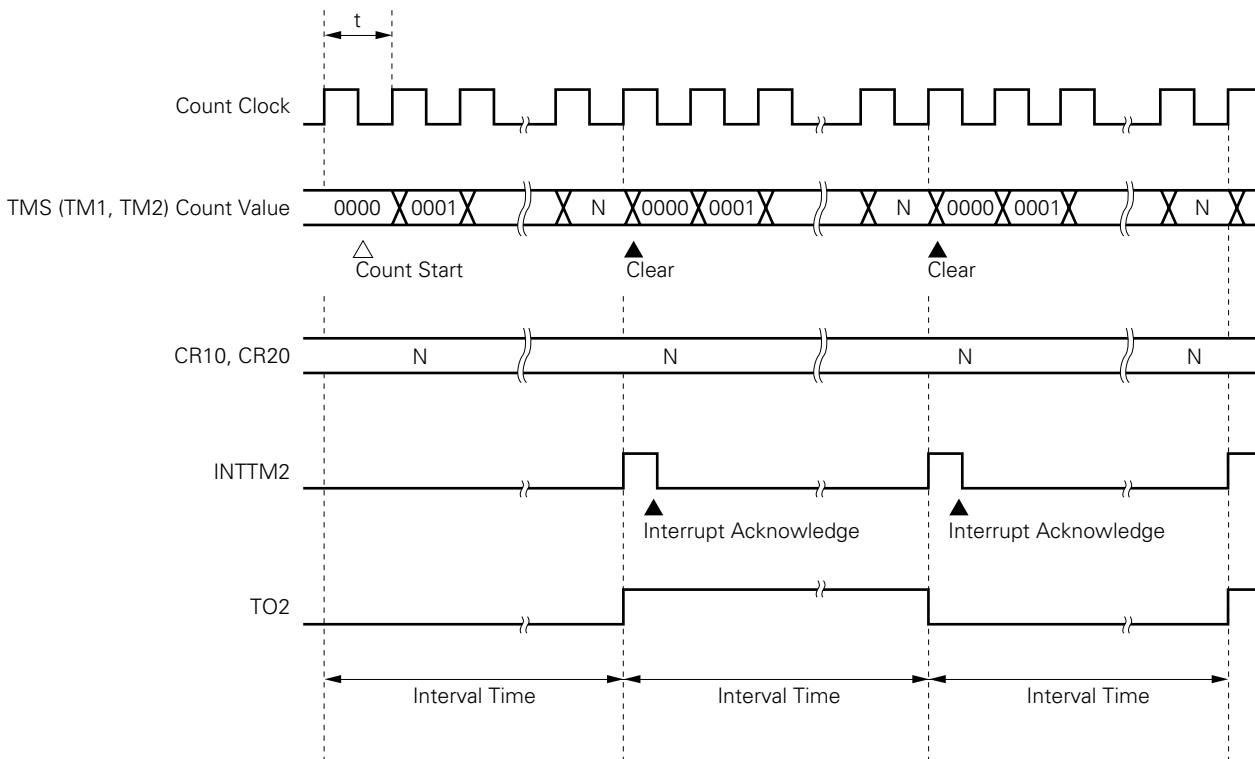 t
Count Clock
TMS (TM1, TM2) Count Value
0000 0001 N 0000 0001 N 0000 0001 N
Count Start Clear Clear
CR10, CR20 N N N N
INTTM2
Interrupt Acknowledge Interrupt Acknowledge
TO2
Interval Time Interval Time Interval Time